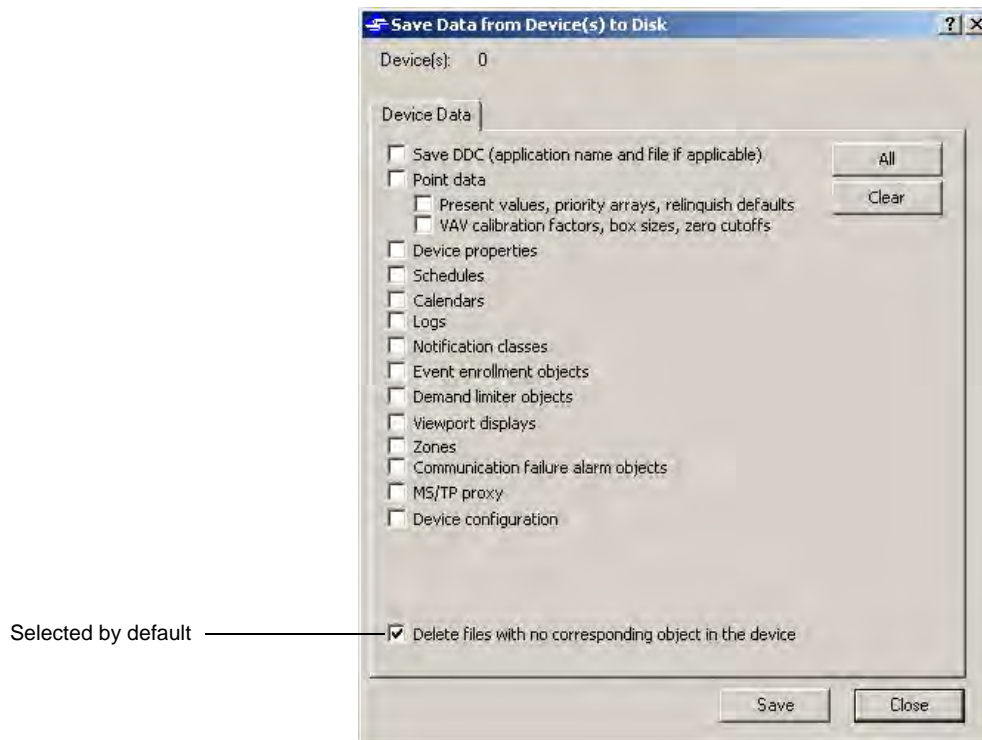 Save Data from Device(s) to Disk
Device(s): 0
Device Data
Save DDC (application name and file if applicable)
All
Point data
Present values, priority arrays, relinquish defaults
Clear
VAV calibration factors, box sizes, zero cutoffs
Device properties
Schedules
Calendars
Logs
Notification classes
Event enrollment objects
Demand limiter objects
Viewport displays
Zones
Communication failure alarm objects
MS/TP proxy
Device configuration
Selected by default
Delete files with no corresponding object in the device
Save
Close